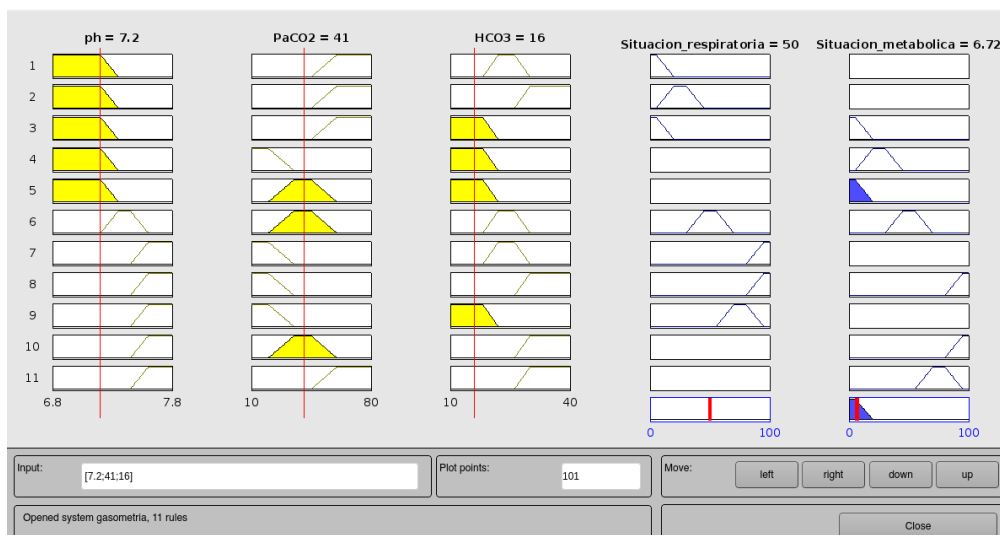 ph = 7.2 PaCO2 = 41 HCO3 = 16 Situacion_respiratoria = 50 Situacion_metabolica = 6.72
1
2
3
4
5
6
7
8
9
10
11
6.8 7.8 10 80 10 40
0 100 0 100
Input: [7.2;41;16] Plot points: 101 Move: left right down up
Opened system gasometria, 11 rules
Close